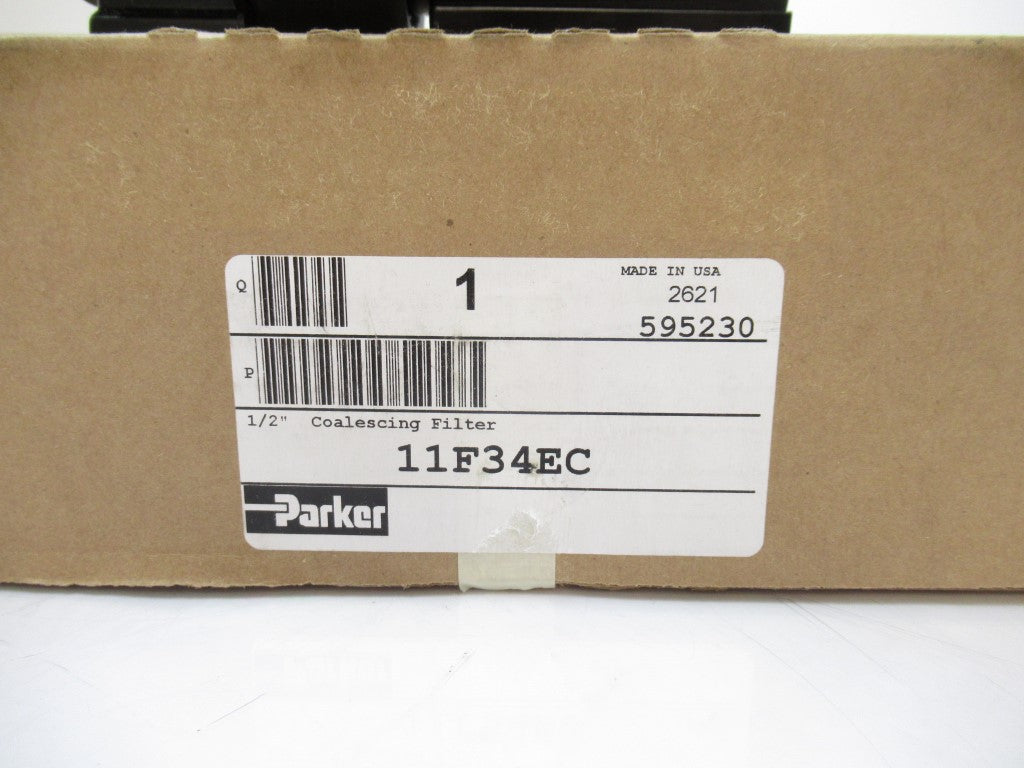 Q 1 MADE IN USA
2621
595230
P
1/2" Coalescing Filter
11F34EC
Parker